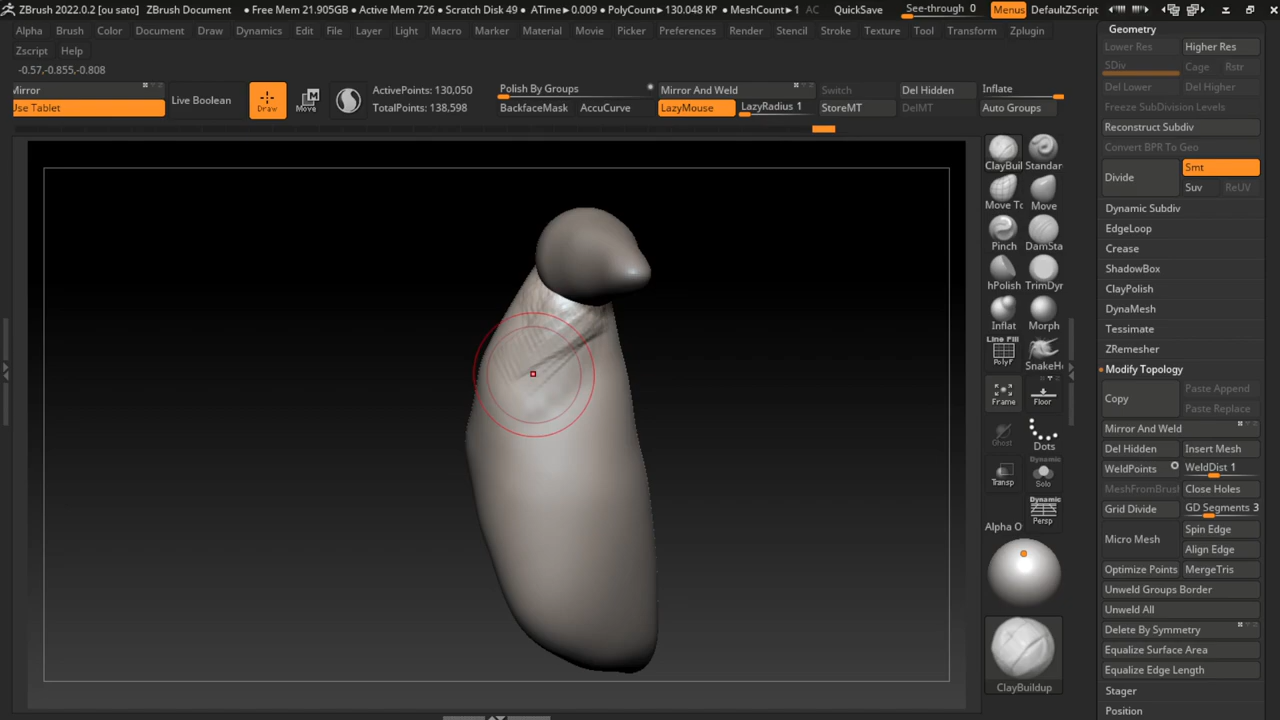 ZBrush 2022.0.2 [ou sato] ZBrush Document • Free Mem 21.905GB • Active Mem 726 • Scratch Disk 49 • ATime▸0.009 • PolyCount▸130.048 KP • MeshCount▸1 AC QuickSave See-through 0 Menus DefaultZScript
Alpha Brush Color Document Draw Dynamics Edit File Layer Light Macro Marker Material Movie Picker Preferences Render Stencil Stroke Texture Tool Transform Zplugin
Zscript Help
-0.57,-0.855,-0.808
Mirror
Use Tablet
Live Boolean
Draw
Move
ActivePoints: 130,050
TotalPoints: 138.598
Polish By Groups
BackfaceMask AccuCurve
Mirror And Weld
LazyMouse LazyRadius 1
Switch
StoreMT
Del Hidden
DelMT
Inflate
Auto Groups
ClayBuil Standar
Move To Move
Pinch DamSta
hPolish TrimDyn
Inflat Morph
Line Fill
PolyF SnakeHo
Frame Floor
Ghost Dots
Dynamic
Transp Solo
Dynamic
Persp
Alpha O
ClayBuildup
Geometry
Lower Res Higher Res
SDiv Cage Rstr
Del Lower Del Higher
Freeze SubDivision Levels
Reconstruct Subdiv
Convert BPR To Geo
Divide Smt
Suv ReUV
Dynamic Subdiv
EdgeLoop
Crease
ShadowBox
ClayPolish
DynaMesh
Tessimate
ZRemesher
Modify Topology
Copy Paste Append
Paste Replace
Mirror And Weld
Del Hidden Insert Mesh
WeldPoints WeldDist 1
MeshFromBrush Close Holes
Grid Divide GD Segments 3
Micro Mesh Spin Edge
Align Edge
Optimize Points MergeTris
Unweld Groups Border
Unweld All
Delete By Symmetry
Equalize Surface Area
Equalize Edge Length
Stager
Position